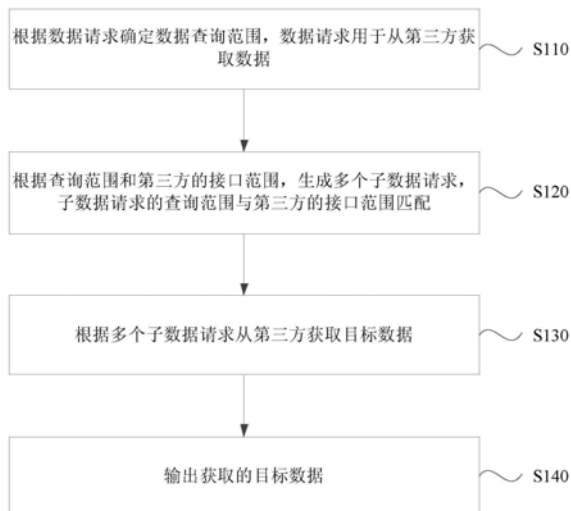 根据数据请求确定数据查询范围，数据请求用于从第三方获
取数据
S110
根据查询范围和第三方的接口范围，生成多个子数据请求，
子数据请求的查询范围与第三方的接口范围匹配
S120
根据多个子数据请求从第三方获取目标数据
S130
输出获取的目标数据
S140